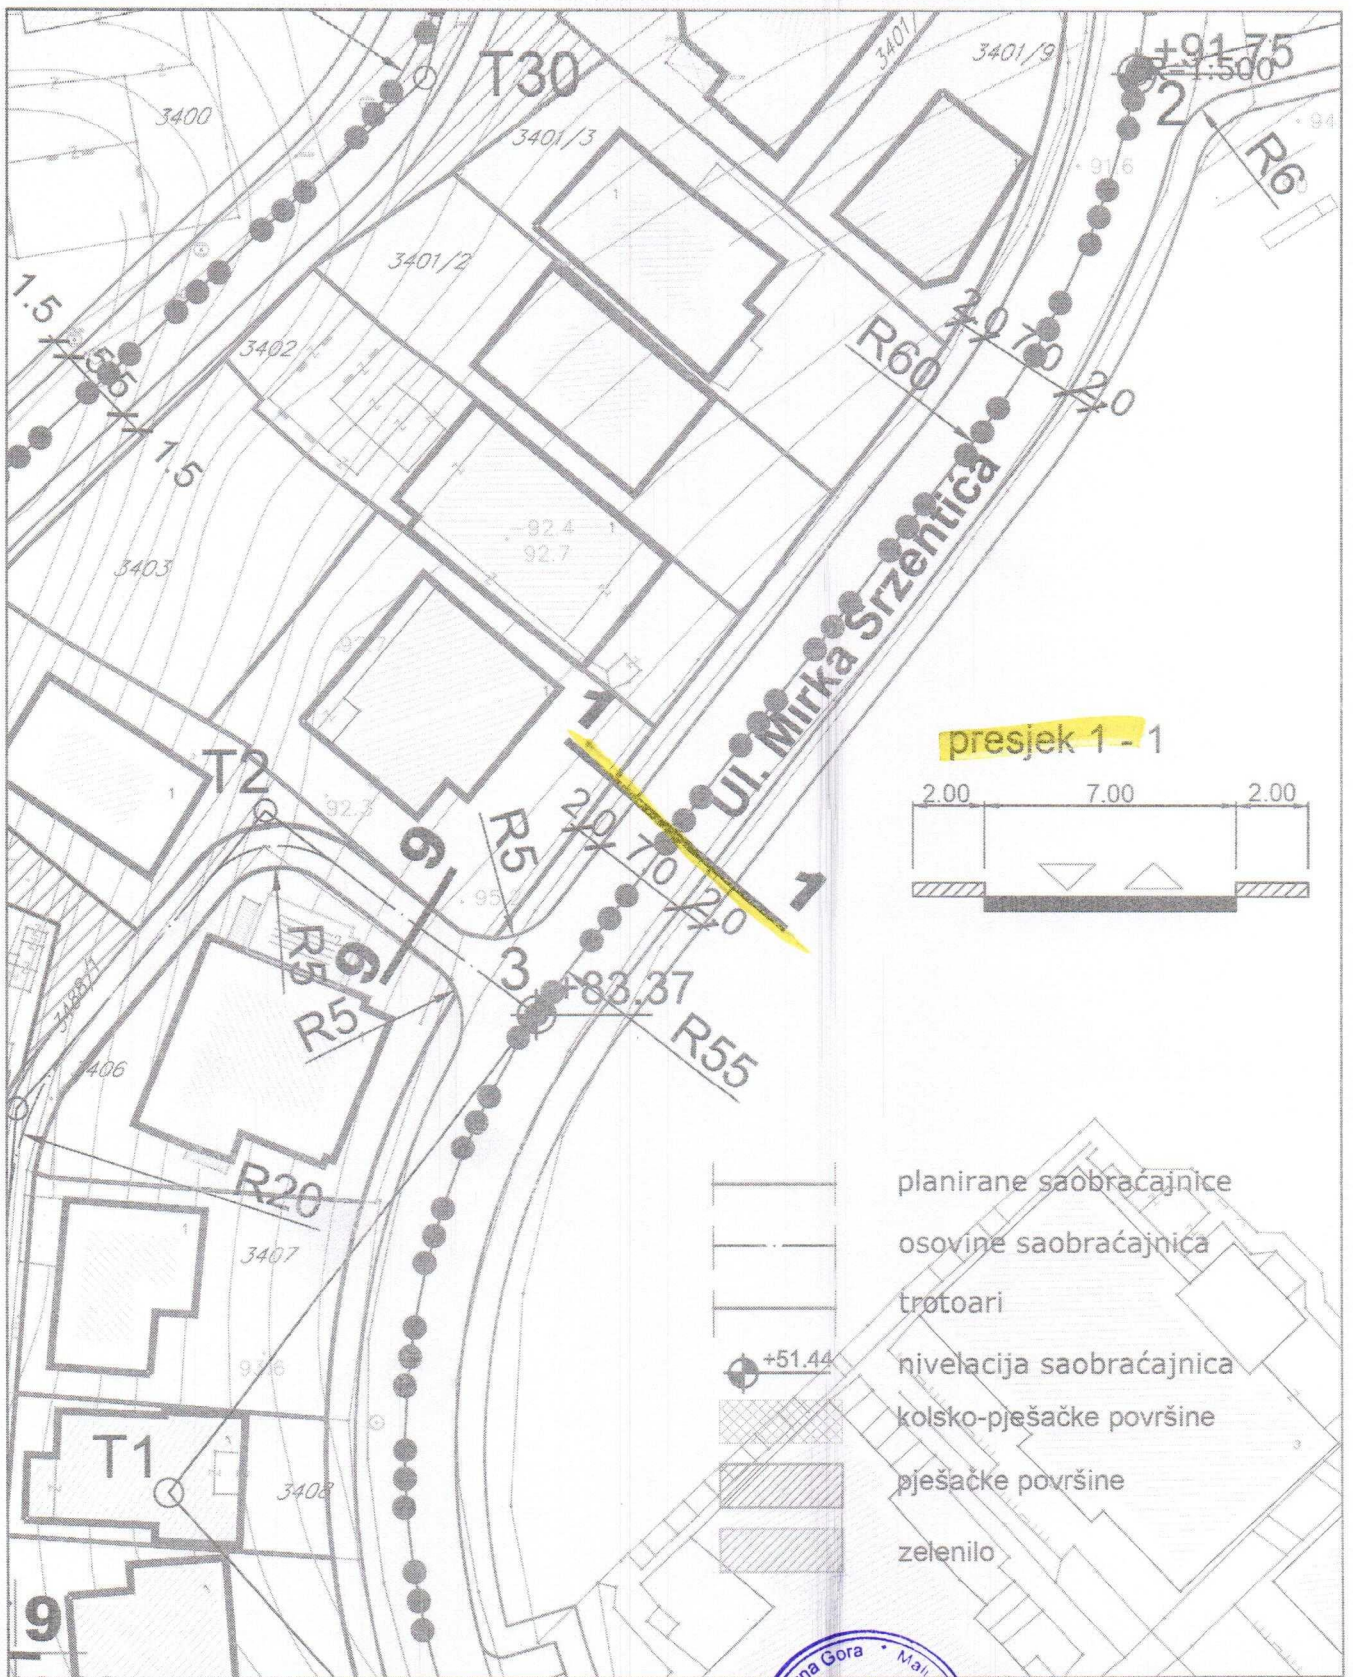 T30
3401/
3401/9
+91.75
R=1.500
2
3400
3401/3
91.6
R6
3401/2
1.5
5.5
1.5
3402
2.0
7.0
2.0
R60
92.4
92.7
1
3403
Ul. Mirka Srzentića
1
presjek 1 - 1
2.00 7.00 2.00
T2
92.3
9
R5
2.0
7.0
2.0
1
3
+83.37
R5
9
R5
R55
3406
R20
planirane saobraćajnice
osovine saobraćajnica
3407
trotoari
+51.44
nivelacija saobraćajnica
kolsko-pješačke površine
T1
pješačke površine
3408
zelenilo
9